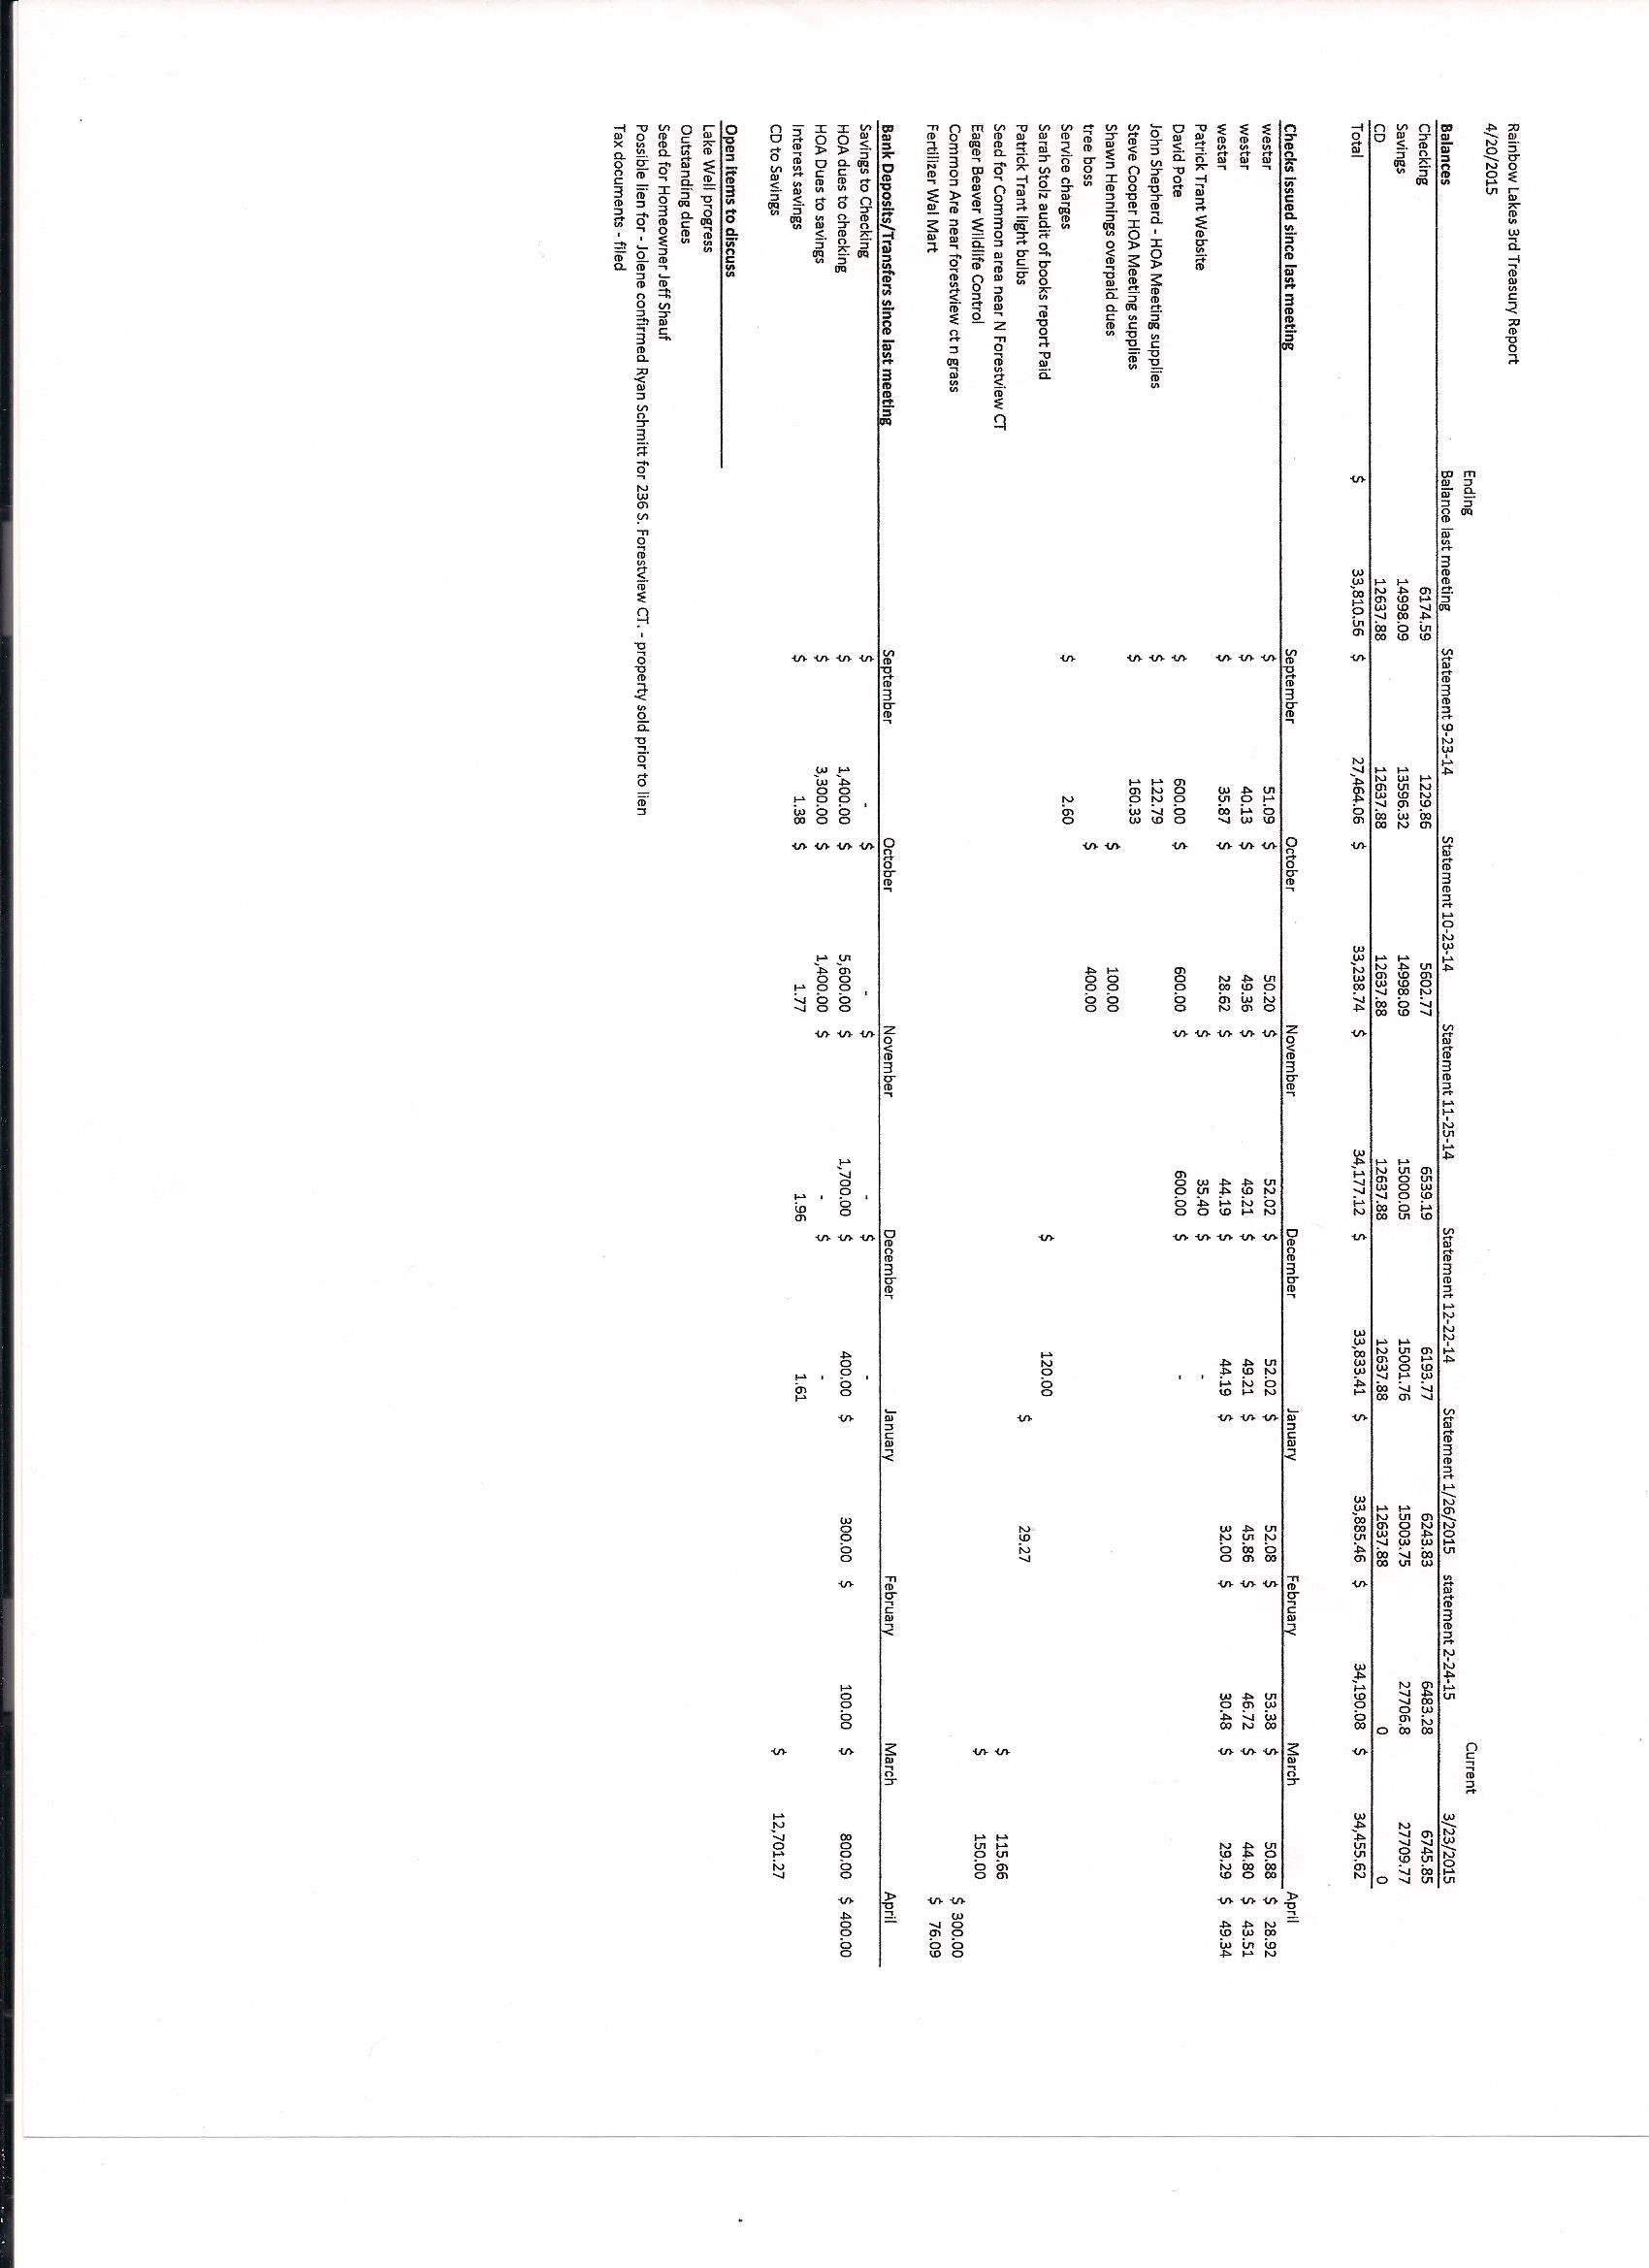 Rainbow Lakes 3rd Treasury Report
4/20/2015
Ending Current
Balances Balance last meeting Statement 9-23-14 Statement 10-23-14 Statement 11-25-14 Statement 12-22-14 Statement 1/26/2015 statement 2-24-15 3/23/2015
Checking 6174.59 1229.86 5602.77 6539.19 6193.77 6243.83 6483.28 6745.85
Savings 14998.09 13596.32 14998.09 15000.05 15001.76 15003.75 27706.8 27709.77
CD 12637.88 12637.88 12637.88 12637.88 12637.88 12637.88 0 0
Total $ 33,810.56 $ 27,464.06 $ 33,238.74 $ 34,177.12 $ 33,833.41 $ 33,885.46 $ 34,190.08 $ 34,455.62
Checks issued since last meeting September October November December January February March April
westar $ 51.09 $ 50.20 $ 52.02 $ 52.02 $ 52.08 $ 53.38 $ 50.88 $ 28.92
westar $ 40.13 $ 49.36 $ 49.21 $ 49.21 $ 45.86 $ 46.72 $ 44.80 $ 43.51
westar $ 35.87 $ 28.62 $ 44.19 $ 44.19 $ 32.00 $ 30.48 $ 29.29 $ 49.34
Patrick Trant Website $ 35.40 $ -
David Pote $ 600.00 $ 600.00 $ 600.00 $ -
John Shepherd - HOA Meeting supplies $ 122.79
Steve Cooper HOA Meeting supplies $ 160.33
Shawn Hennings overpaid dues $ 100.00
tree boss $ 400.00
Service charges $ 2.60
Sarah Stolz audit of books report Paid $ 120.00
Patrick Trant light bulbs $ 29.27
Seed for Common area near N Forestview CT $ 115.66
Eager Beaver Wildlife Control $ 150.00
Common Are near forestview ct n grass $ 300.00
Fertilizer Wal Mart $ 76.09
Bank Deposits/Transfers since last meeting September October November December January February March April
Savings to Checking $ - $ - $ - $ -
HOA dues to checking $ 1,400.00 $ 5,600.00 $ 1,700.00 $ 400.00 $ 300.00 $ 100.00 $ 800.00 $ 400.00
HOA Dues to savings $ 3,300.00 $ 1,400.00 $ - $ -
Interest savings $ 1.38 $ 1.77 1.96 1.61
CD to Savings $ 12,701.27
Open items to discuss
Lake Well progress
Outstanding dues
Seed for Homeowner Jeff Shauf
Possible lien for - Jolene confirmed Ryan Schmitt for 236 S. Forestview CT. - property sold prior to lien
Tax documents - filed